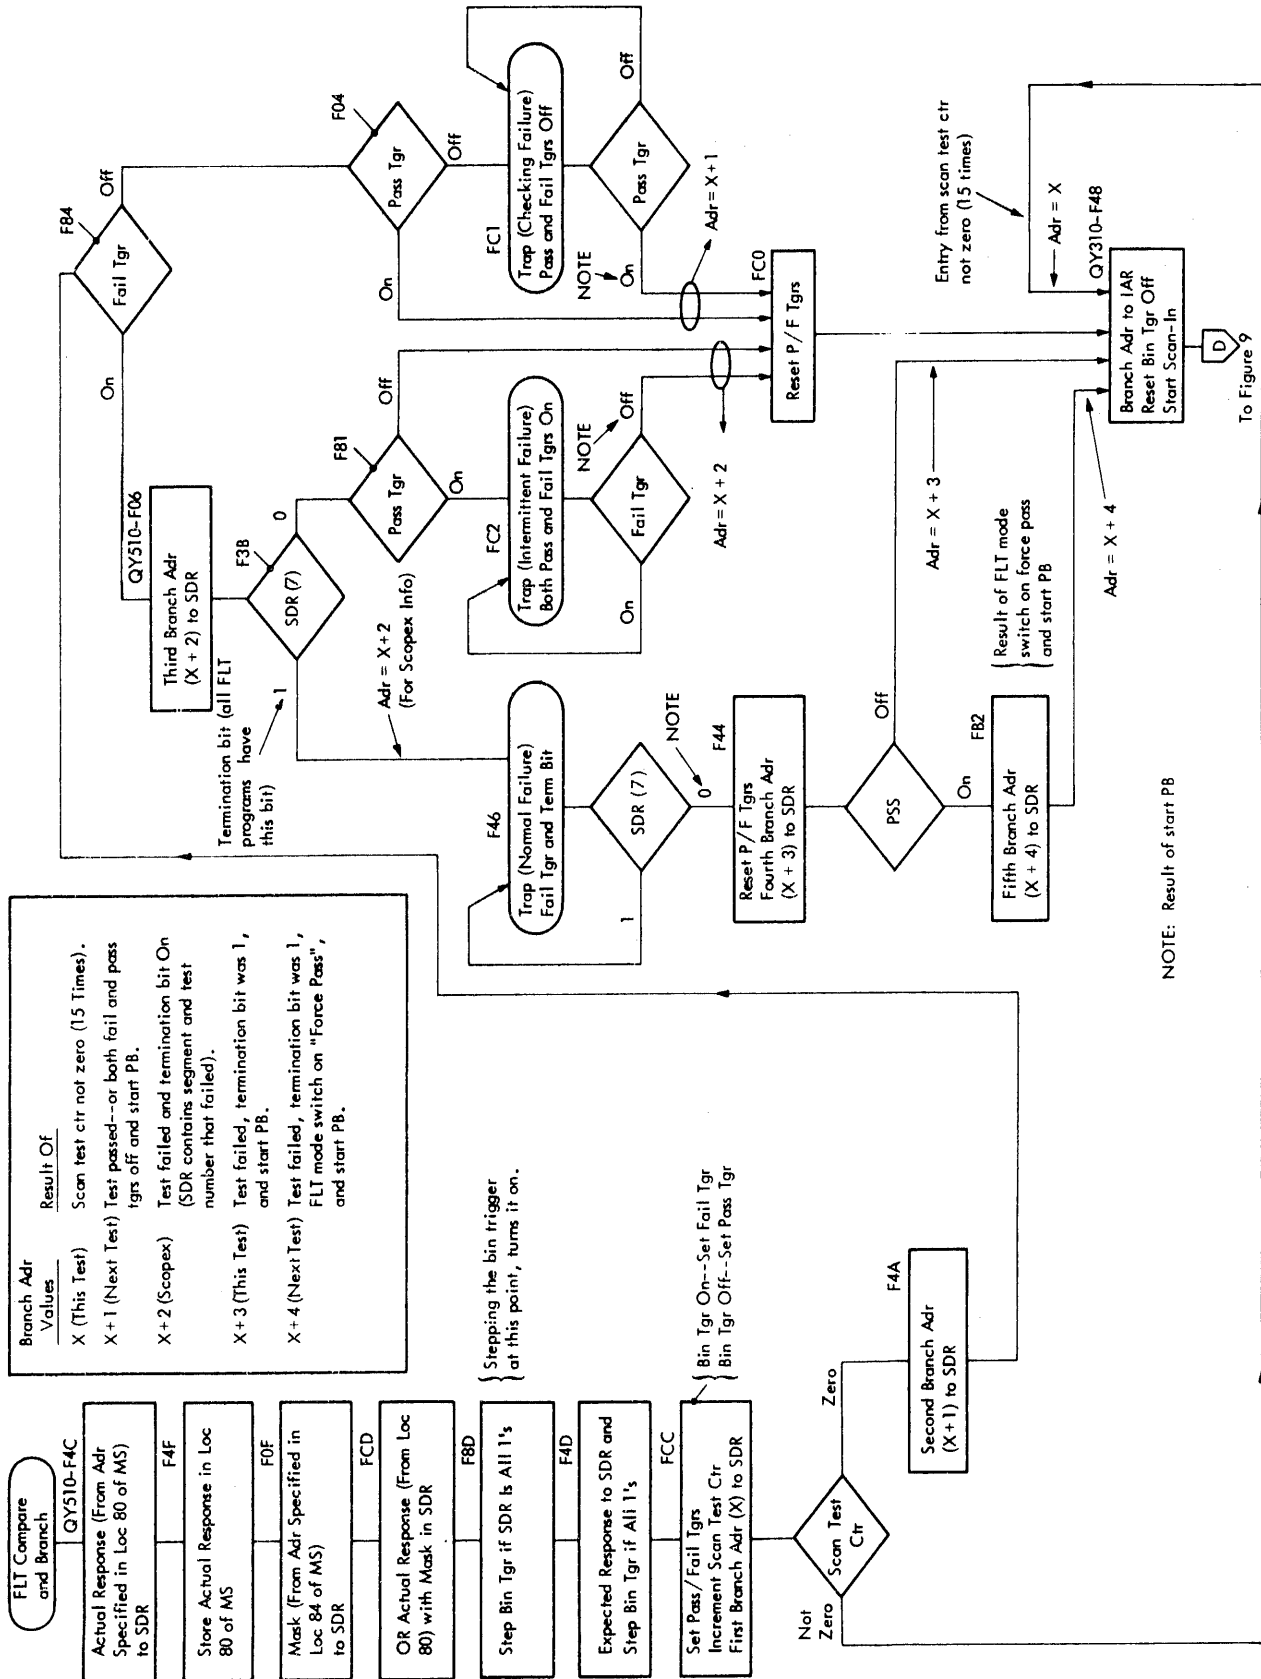 FLT Compare
and Branch
QY510-F4C
Actual Response (From Adr
Specified in Loc 80 of MS)
to SDR
F4F
Store Actual Response in Loc
80 of MS
F0F
Mask (From Adr Specified in
Loc 84 of MS)
to SDR
FCD
OR Actual Response (From Loc
80) with Mask in SDR
F8D
Step Bin Tgr if SDR Is All 1's
Stepping the bin trigger
at this point, turns it on.
F4D
Expected Response to SDR and
Step Bin Tgr if All 1's
FCC
Set Pass/Fail Tgrs
Increment Scan Test Ctr
First Branch Adr (X) to SDR
Bin Tgr On--Set Fail Tgr
Bin Tgr Off--Set Pass Tgr
Scan Test
Ctr
Not
Zero
Zero
F4A
Second Branch Adr
(X+1) to SDR
Branch Adr
Values
Result Of
X (This Test) Scan test ctr not zero (15 Times).
X+1 (Next Test) Test passed--or both fail and pass
tgrs off and start PB.
X+2 (Scopex) Test failed and termination bit On
(SDR contains segment and test
number that failed).
X+3 (This Test) Test failed, termination bit was 1,
and start PB.
X+4 (Next Test) Test failed, termination bit was 1,
FLT mode switch on "Force Pass",
and start PB.
F84
Fail Tgr
On
Off
QY510-F06
Third Branch Adr
(X + 2) to SDR
Termination bit (all FLT
programs have
this bit)
F3B
SDR (7)
1
0
Adr = X+2
(For Scopex Info)
F46
Trap (Normal Failure)
Fail Tgr and Term Bit
SDR (7)
1
0
NOTE
F44
Reset P/F Tgrs
Fourth Branch Adr
(X + 3) to SDR
PSS
Off
On
FB2
Fifth Branch Adr
(X + 4) to SDR
Result of FLT mode
switch on force pass
and start PB
Adr = X + 3
Adr = X + 4
F81
Pass Tgr
Off
On
FC2
Trap (Intermittent Failure)
Both Pass and Fail Tgrs On
Fail Tgr
On
NOTE
Off
Adr = X + 2
F04
Pass Tgr
On
Off
FC1
Trap (Checking Failure)
Pass and Fail Tgrs Off
Pass Tgr
Off
NOTE
On
Adr = X+1
FC0
Reset P/F Tgrs
Entry from scan test ctr
not zero (15 times)
Adr = X
QY310-F48
Branch Adr to IAR
Reset Bin Tgr Off
Start Scan-In
D
To Figure 9
NOTE: Result of start PB